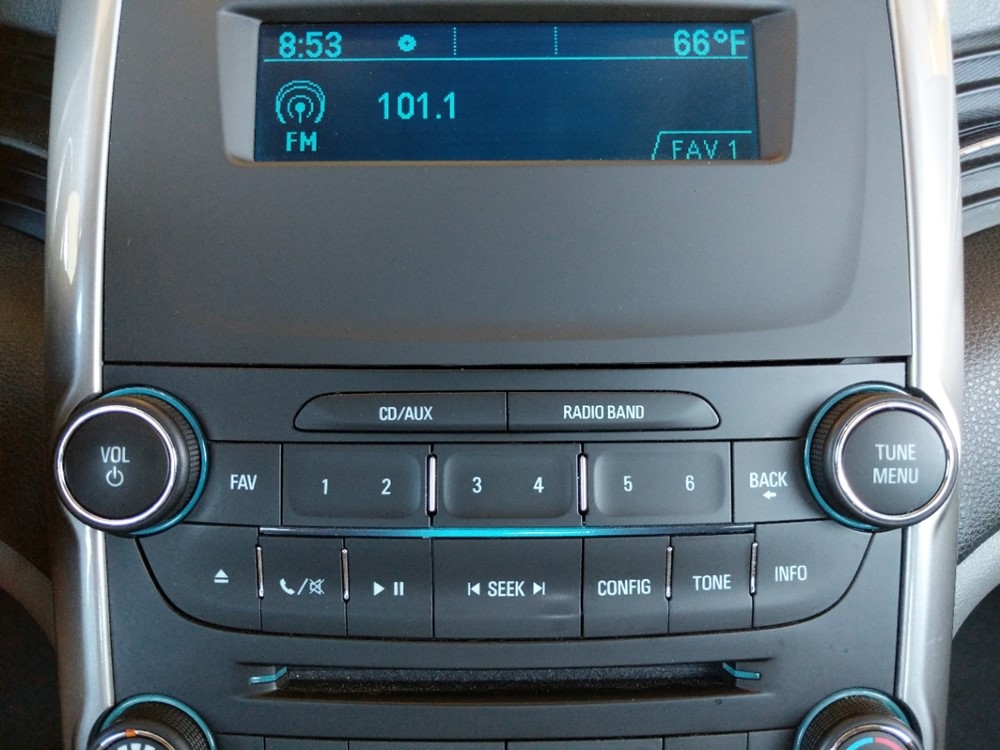 8:53 66°F
101.1
FM
FAV 1
CD/AUX RADIO BAND
VOL
TUNE
MENU
FAV 1 2 3 4 5 6 BACK
SEEK CONFIG TONE INFO